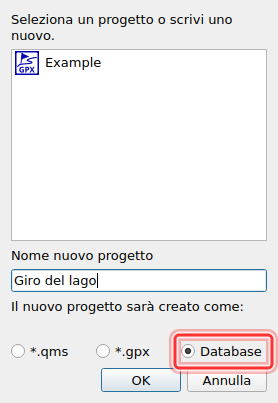 Seleziona un progetto o scrivi uno
nuovo.
GPX Example
Nome nuovo progetto
Giro del lago
Il nuovo progetto sarà creato come:
*.qms *.gpx Database
OK Annulla